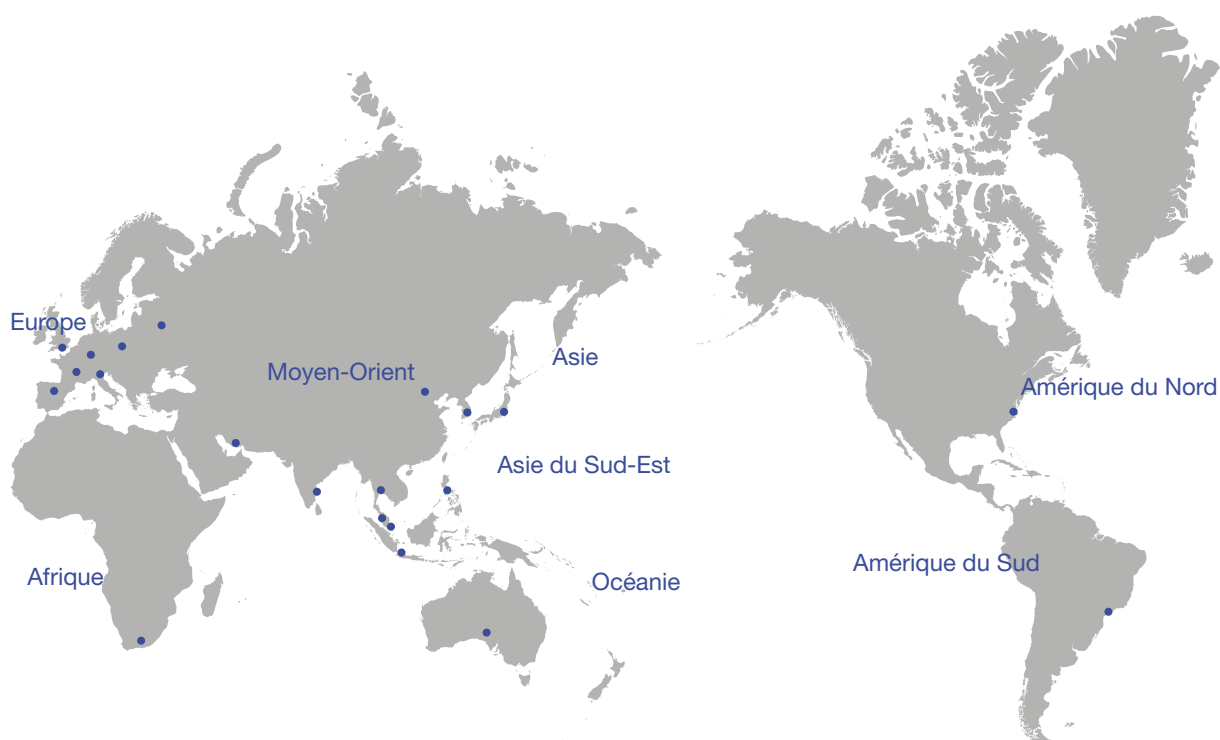 Europe
Asie
Moyen-Orient
Amérique du Nord
Asie du Sud-Est
Amérique du Sud
Afrique
Océanie